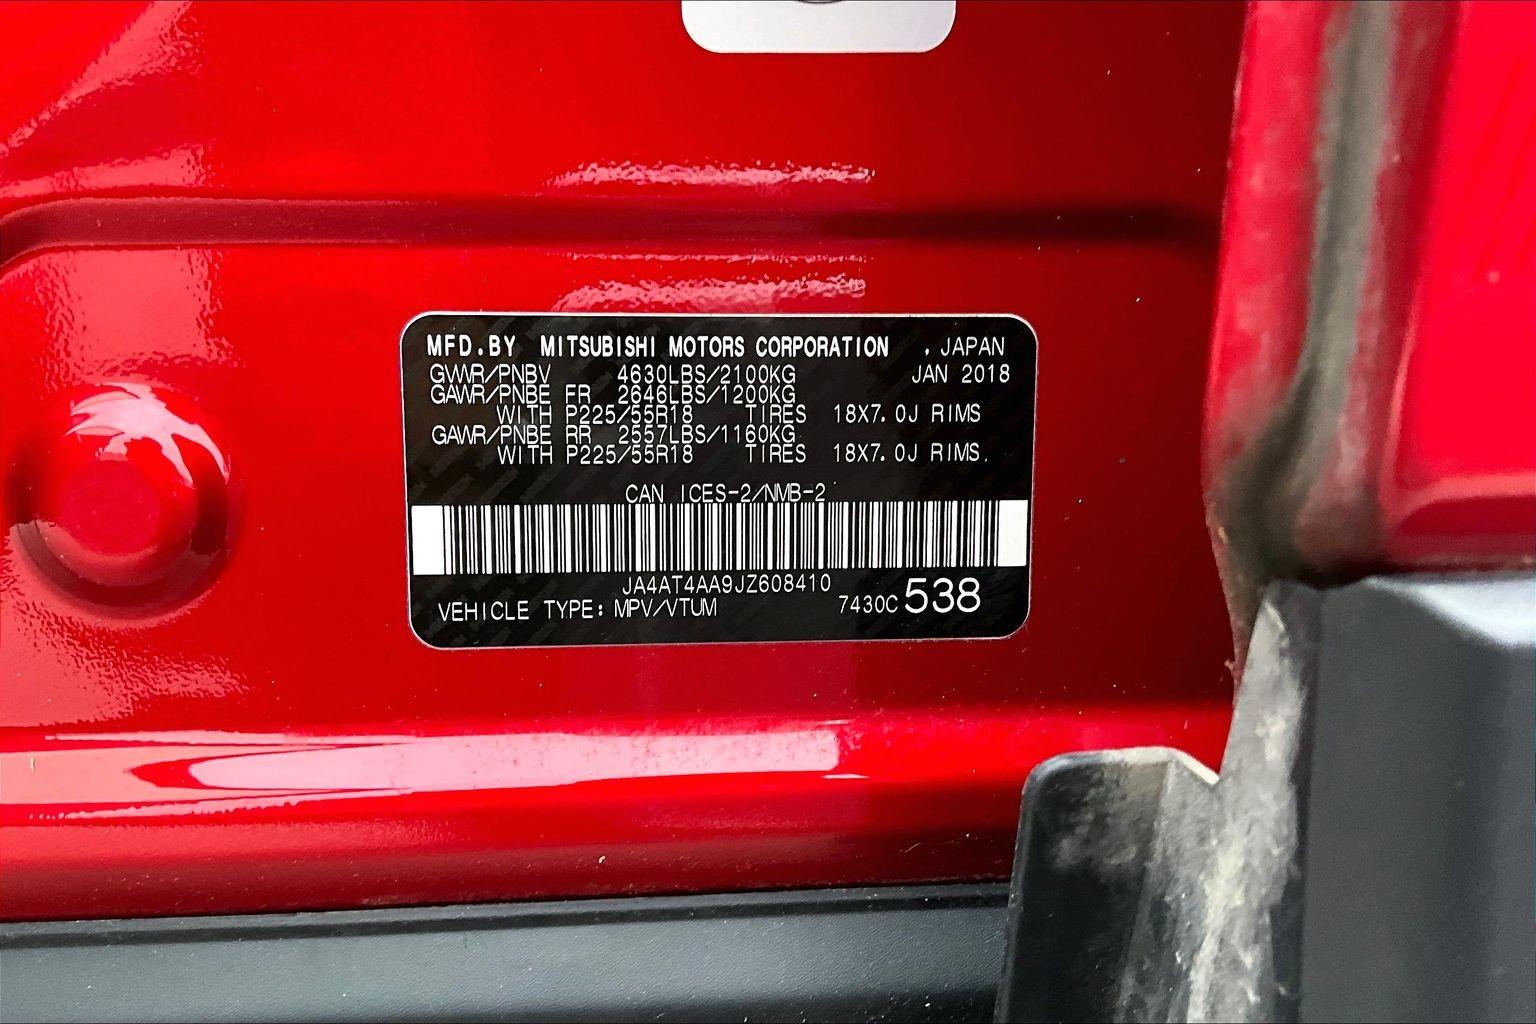 MFD.BY MITSUBISHI MOTORS CORPORATION , JAPAN
GVWR/PNBV 4630LBS/2100KG JAN 2018
GAWR/PNBE FR 2646LBS/1200KG
WITH P225/55R18 TIRES 18X7.0J RIMS
GAWR/PNBE RR 2557LBS/1160KG
WITH P225/55R18 TIRES 18X7.0J RIMS.
CAN ICES-2/NMB-2
JA4AT4AA9JZ608410
VEHICLE TYPE: MPV/VTUM 7430C 538